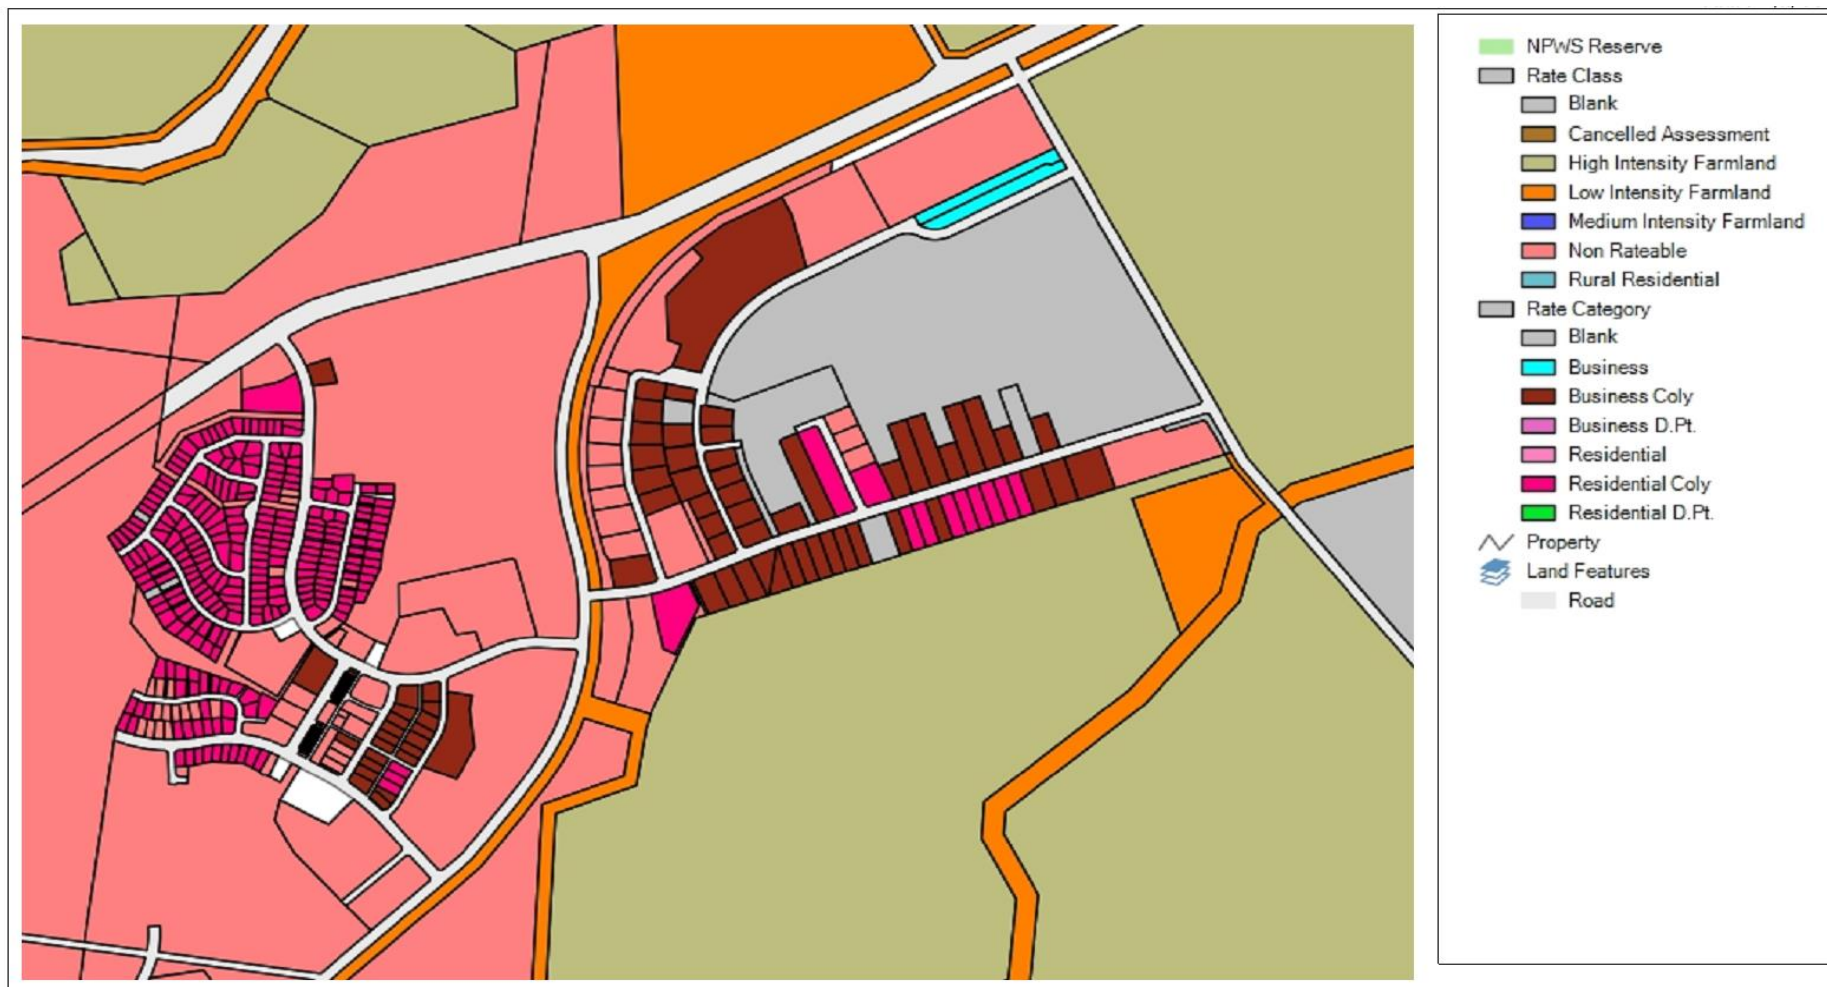 NPWS Reserve
Rate Class
Blank
Cancelled Assessment
High Intensity Farmland
Low Intensity Farmland
Medium Intensity Farmland
Non Rateable
Rural Residential
Rate Category
Blank
Business
Business Coly
Business D.Pt.
Residential
Residential Coly
Residential D.Pt.
Property
Land Features
Road